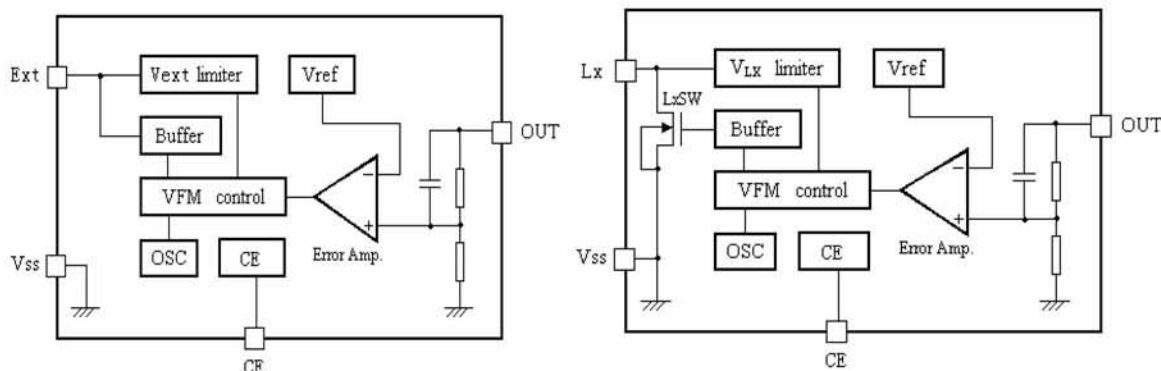 Ext
Vext limiter
Vref
Buffer
OUT
−
VFM control
+
Error Amp.
OSC
CE
Vss
CE
Lx
VLX limiter
Vref
LxSW
Buffer
OUT
−
VFM control
+
Error Amp.
OSC
CE
Vss
CE